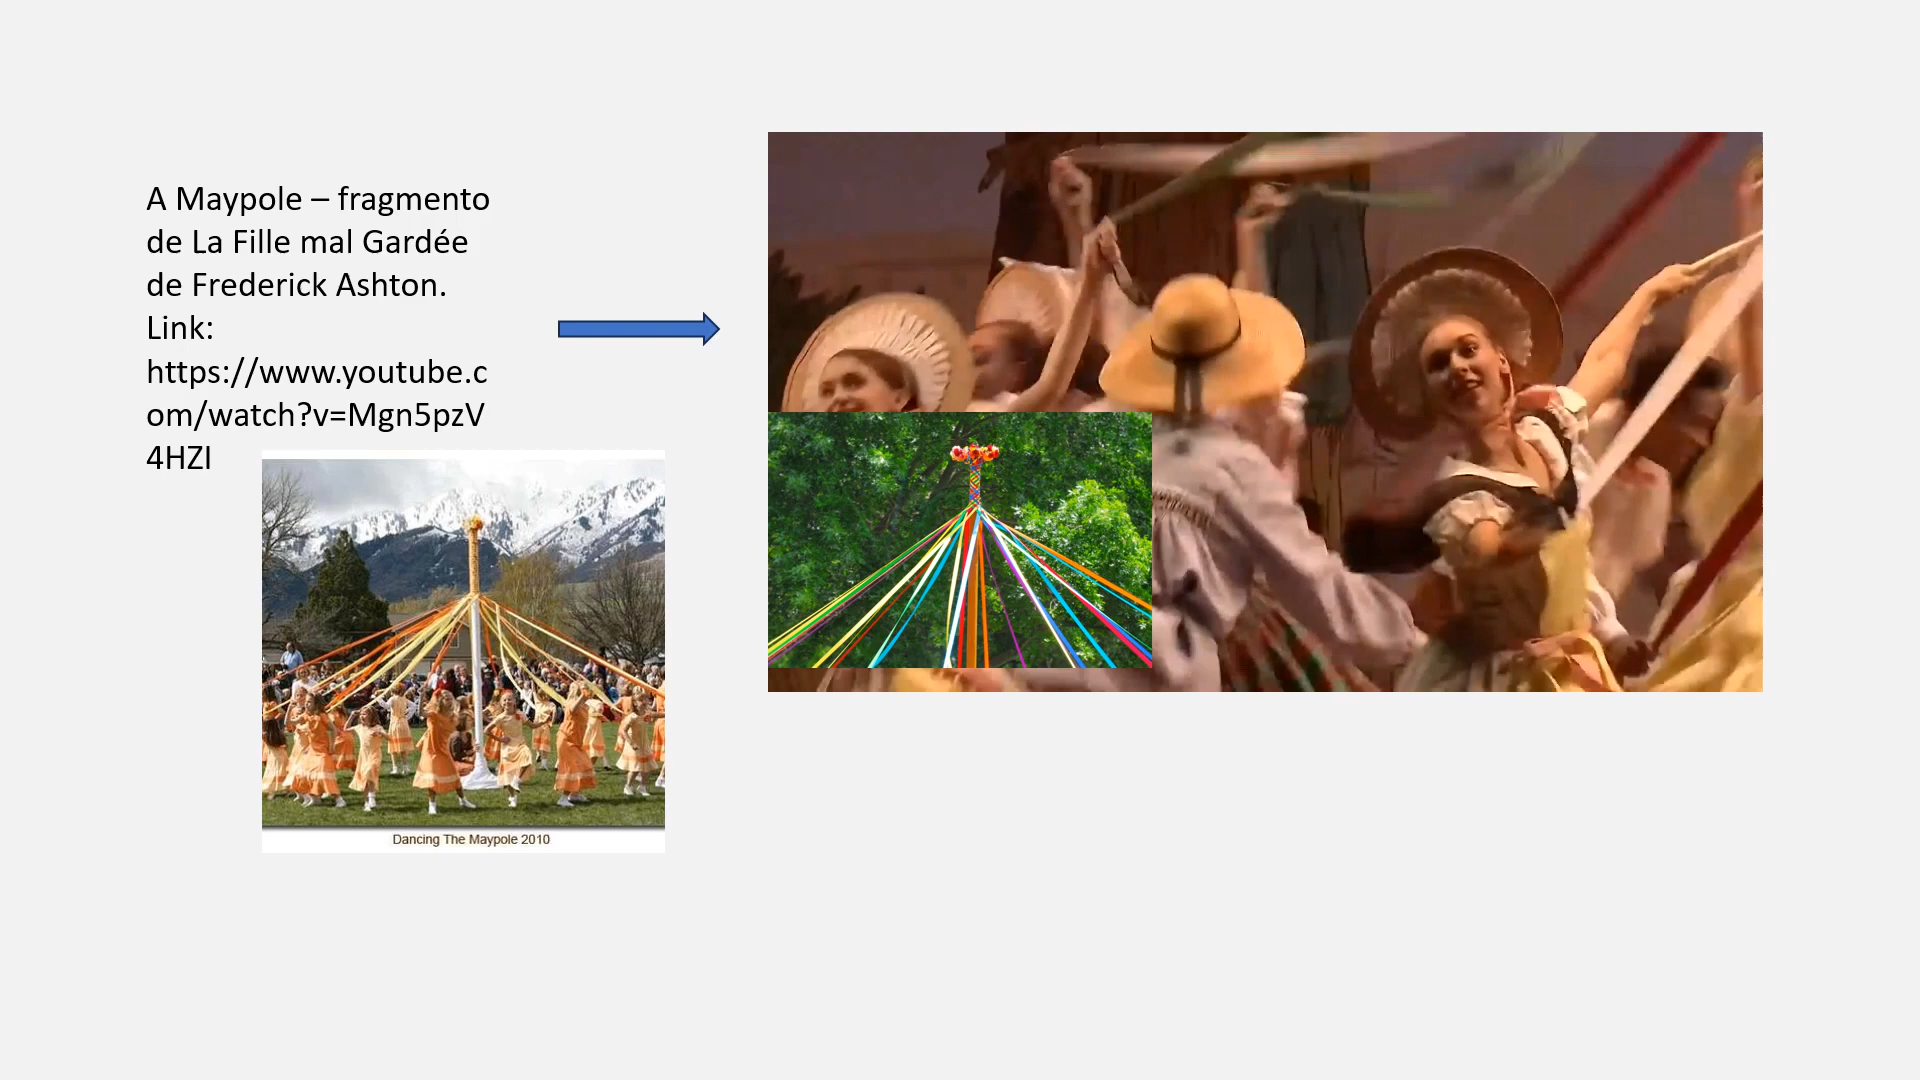 A Maypole – fragmento
de La Fille mal Gardée
de Frederick Ashton.
Link:
https://www.youtube.c
om/watch?v=Mgn5pzV
4HZI
Dancing The Maypole 2010